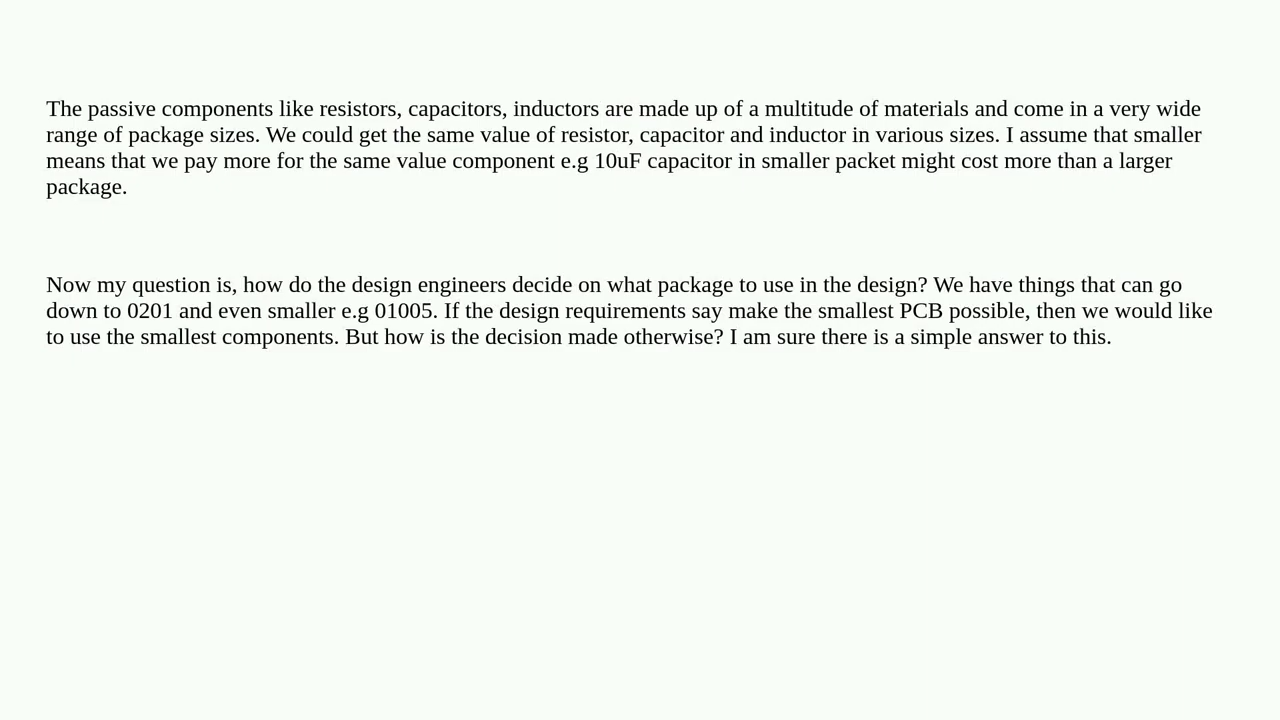 The passive components like resistors, capacitors, inductors are made up of a multitude of materials and come in a very wide
range of package sizes. We could get the same value of resistor, capacitor and inductor in various sizes. I assume that smaller
means that we pay more for the same value component e.g 10uF capacitor in smaller packet might cost more than a larger
package.
Now my question is, how do the design engineers decide on what package to use in the design? We have things that can go
down to 0201 and even smaller e.g 01005. If the design requirements say make the smallest PCB possible, then we would like
to use the smallest components. But how is the decision made otherwise? I am sure there is a simple answer to this.